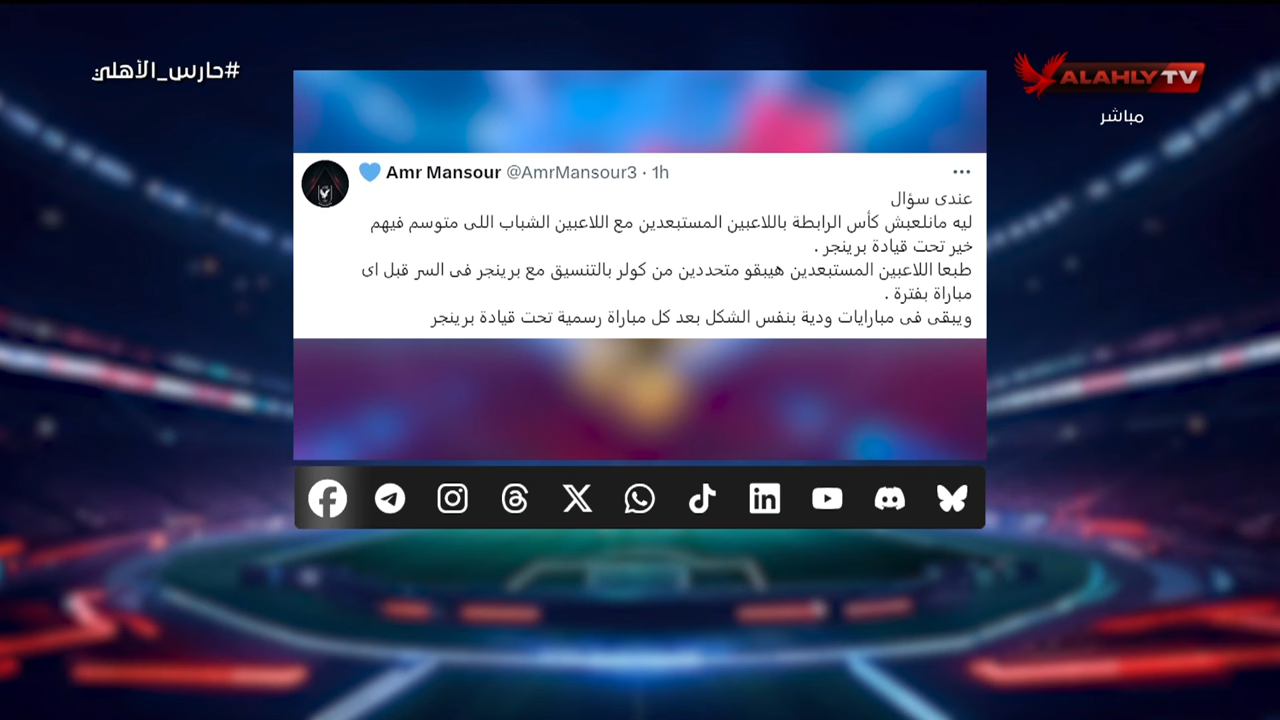 #حارس_الأهلي
ALAHLY TV
مباشر
Amr Mansour @AmrMansour3 · 1h
عندى سؤال
ليه مانلعبش كأس الرابطة باللاعبين المستبعدين مع اللاعبين الشباب اللى متوسم فيهم
خير تحت قيادة برينجر .
طبعا اللاعبين المستبعدين هيبقو متحددين من كولر بالتنسيق مع برينجر فى السر قبل اى
مباراة بفترة .
ويبقى فى مبارايات ودية بنفس الشكل بعد كل مباراة رسمية تحت قيادة برينجر